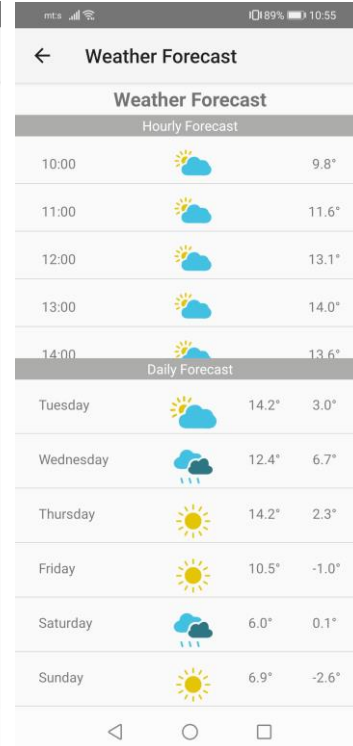 mt:s 89% 10:55
Weather Forecast
Weather Forecast
Hourly Forecast
10:00 9.8°
11:00 11.6°
12:00 13.1°
13:00 14.0°
14:00 13.6°
Daily Forecast
Tuesday 14.2° 3.0°
Wednesday 12.4° 6.7°
Thursday 14.2° 2.3°
Friday 10.5° -1.0°
Saturday 6.0° 0.1°
Sunday 6.9° -2.6°